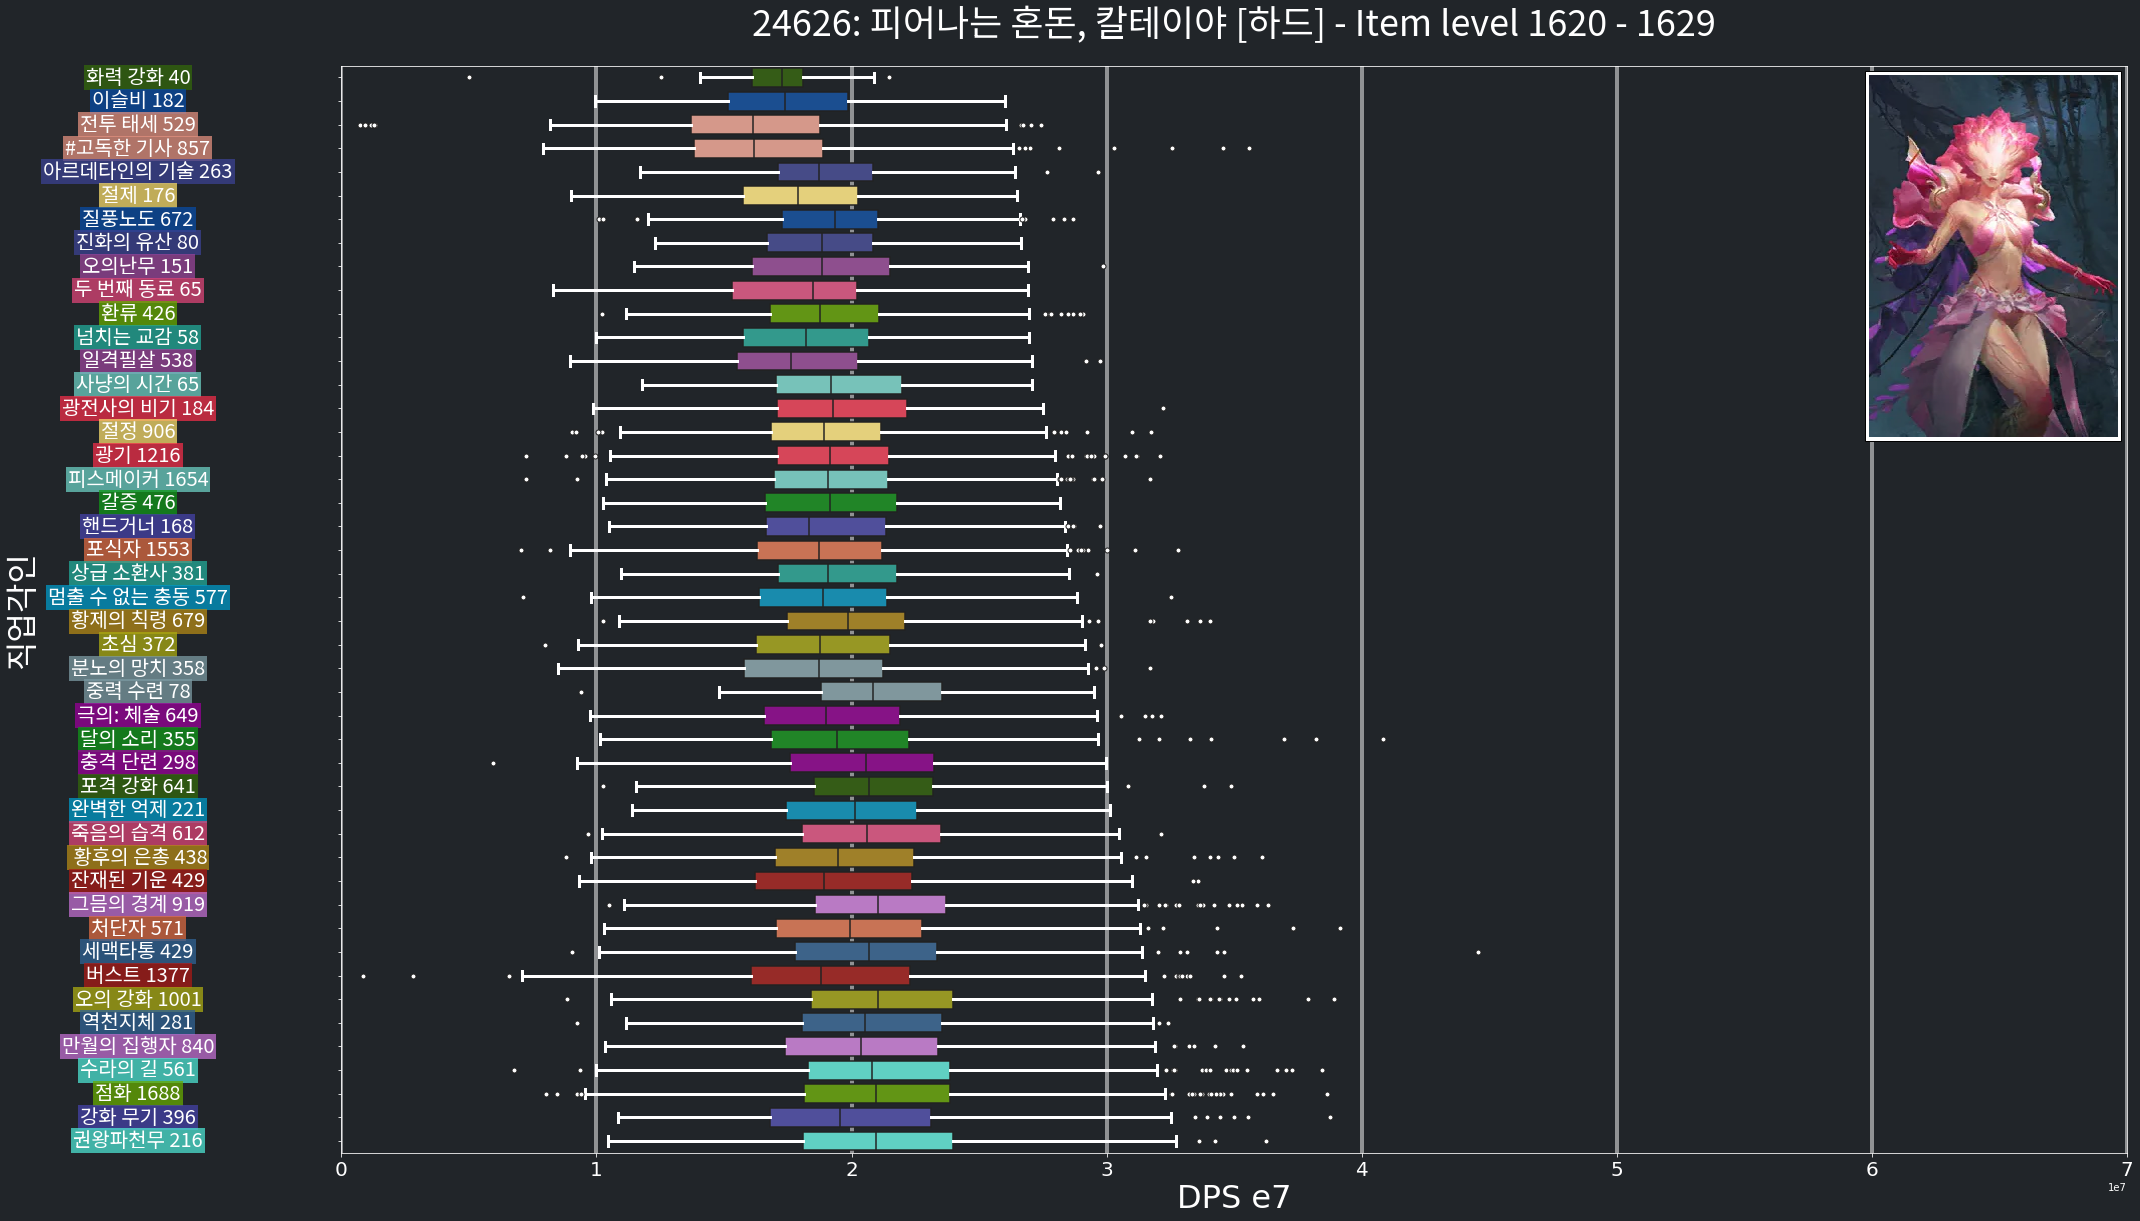 24626: 피어나는 혼돈, 칼테이야 [하드] - Item level 1620 - 1629
직업각인
화력 강화 40
이슬비 182
전투 태세 529
#고독한 기사 857
아르데타인의 기술 263
절제 176
질풍노도 672
진화의 유산 80
오의난무 151
두 번째 동료 65
환류 426
넘치는 교감 58
일격필살 538
사냥의 시간 65
광전사의 비기 184
절정 906
광기 1216
피스메이커 1654
갈증 476
핸드거너 168
포식자 1553
상급 소환사 381
멈출 수 없는 충동 577
황제의 칙령 679
초심 372
분노의 망치 358
중력 수련 78
극의: 체술 649
달의 소리 355
충격 단련 298
포격 강화 641
완벽한 억제 221
죽음의 습격 612
황후의 은총 438
잔재된 기운 429
그믐의 경계 919
처단자 571
세맥타통 429
버스트 1377
오의 강화 1001
역천지체 281
만월의 집행자 840
수라의 길 561
점화 1688
강화 무기 396
권왕파천무 216
0 1 2 3 4 5 6 7
DPS e7
1e7